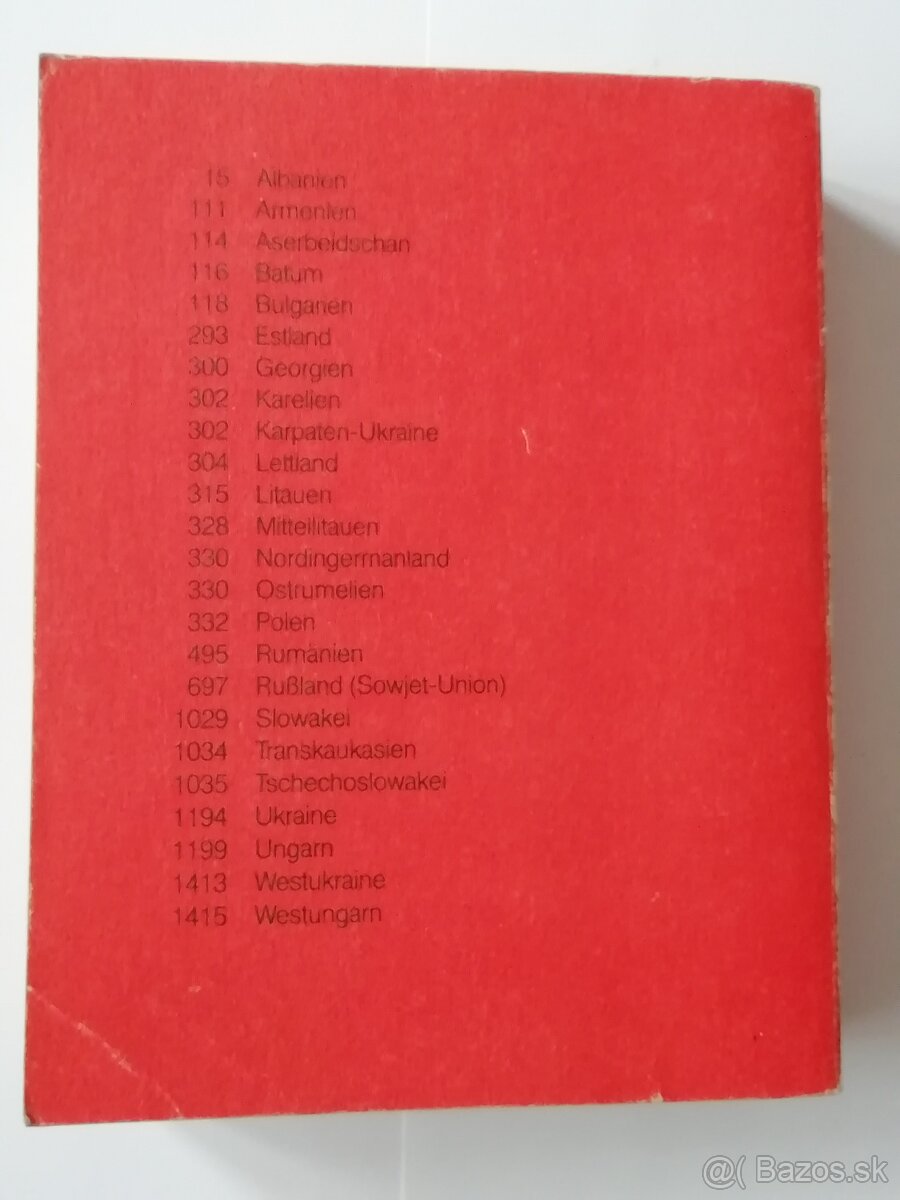 15 Albanien
111 Armenien
114 Aserbeidschan
116 Batum
118 Bulgarien
293 Estland
300 Georgien
302 Karelien
302 Karpaten-Ukraine
304 Lettland
315 Litauen
328 Mittellitauen
330 Nordingermanland
330 Ostrumelien
332 Polen
495 Rumänien
697 Rußland (Sowjet-Union)
1029 Slowakei
1034 Transkaukasien
1035 Tschechoslowakei
1194 Ukraine
1199 Ungarn
1413 Westukraine
1415 Westungarn
@( Bazos.sk